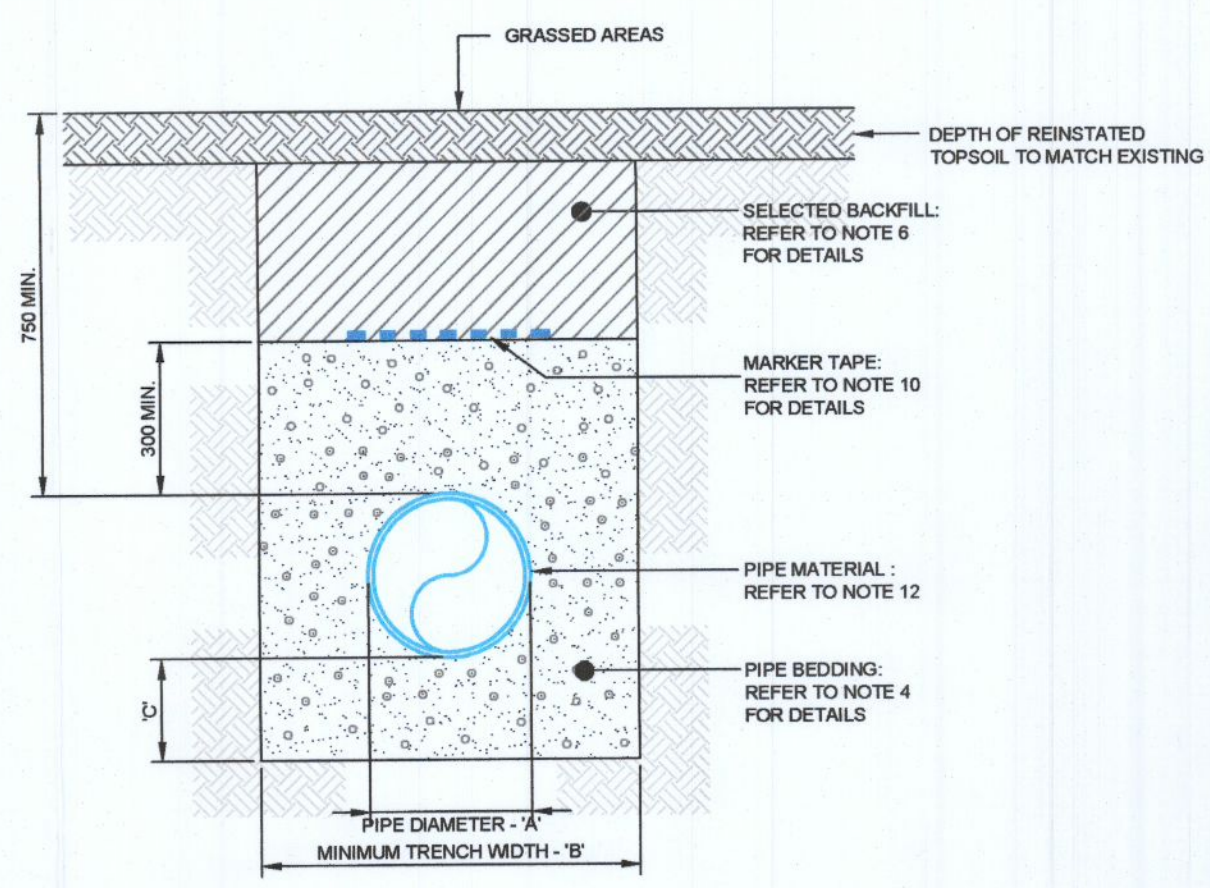 GRASSED AREAS
DEPTH OF REINSTATED
TOPSOIL TO MATCH EXISTING
SELECTED BACKFILL:
REFER TO NOTE 6
FOR DETAILS
750 MIN.
MARKER TAPE:
REFER TO NOTE 10
FOR DETAILS
300 MIN.
PIPE MATERIAL :
REFER TO NOTE 12
PIPE BEDDING:
REFER TO NOTE 4
FOR DETAILS
'C'
PIPE DIAMETER - 'A'
MINIMUM TRENCH WIDTH - 'B'